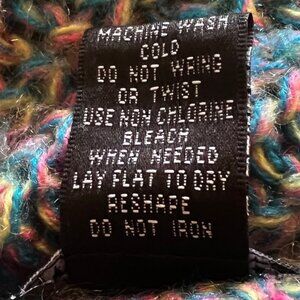 MACHINE WASH
COLD
DO NOT WRING
OR TWIST
USE NON CHLORINE
BLEACH
WHEN NEEDED
LAY FLAT TO DRY
RESHAPE
DO NOT IRON